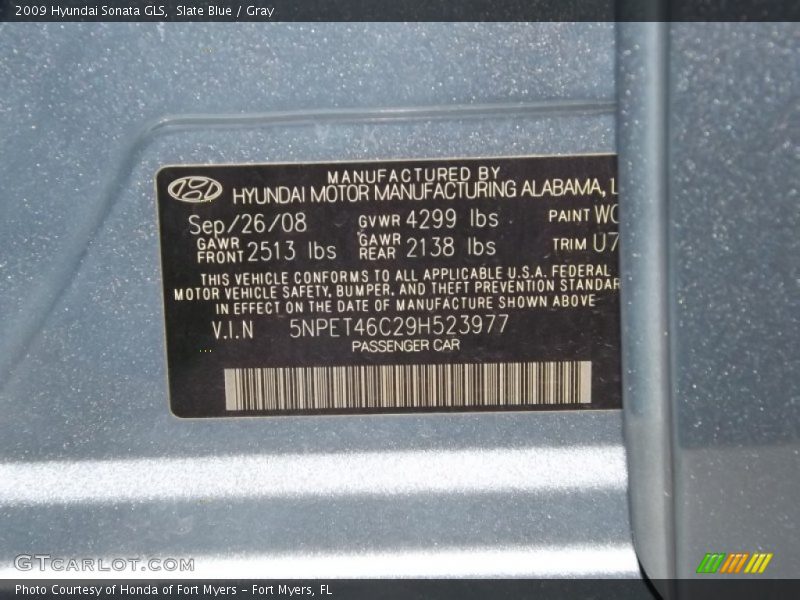 2009 Hyundai Sonata GLS, Slate Blue / Gray
MANUFACTURED BY
HYUNDAI MOTOR MANUFACTURING ALABAMA, L
Sep/26/08 GVWR 4299 lbs PAINT WC
GAWR FRONT 2513 lbs GAWR REAR 2138 lbs TRIM U7
THIS VEHICLE CONFORMS TO ALL APPLICABLE U.S.A. FEDERAL
MOTOR VEHICLE SAFETY, BUMPER, AND THEFT PREVENTION STANDAR
IN EFFECT ON THE DATE OF MANUFACTURE SHOWN ABOVE
V.I.N 5NPET46C29H523977
PASSENGER CAR
GTCARLOT.COM
Photo Courtesy of Honda of Fort Myers - Fort Myers, FL